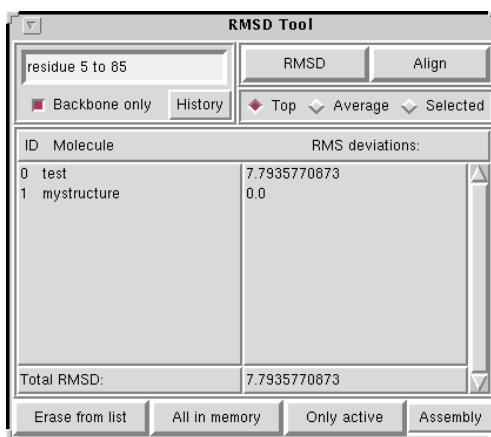 RMSD Tool
residue 5 to 85
RMSD Align
Backbone only History
Top Average Selected
ID Molecule RMS deviations:
0 test 7.7935770873
1 mystructure 0.0
Total RMSD: 7.7935770873
Erase from list All in memory Only active Assembly